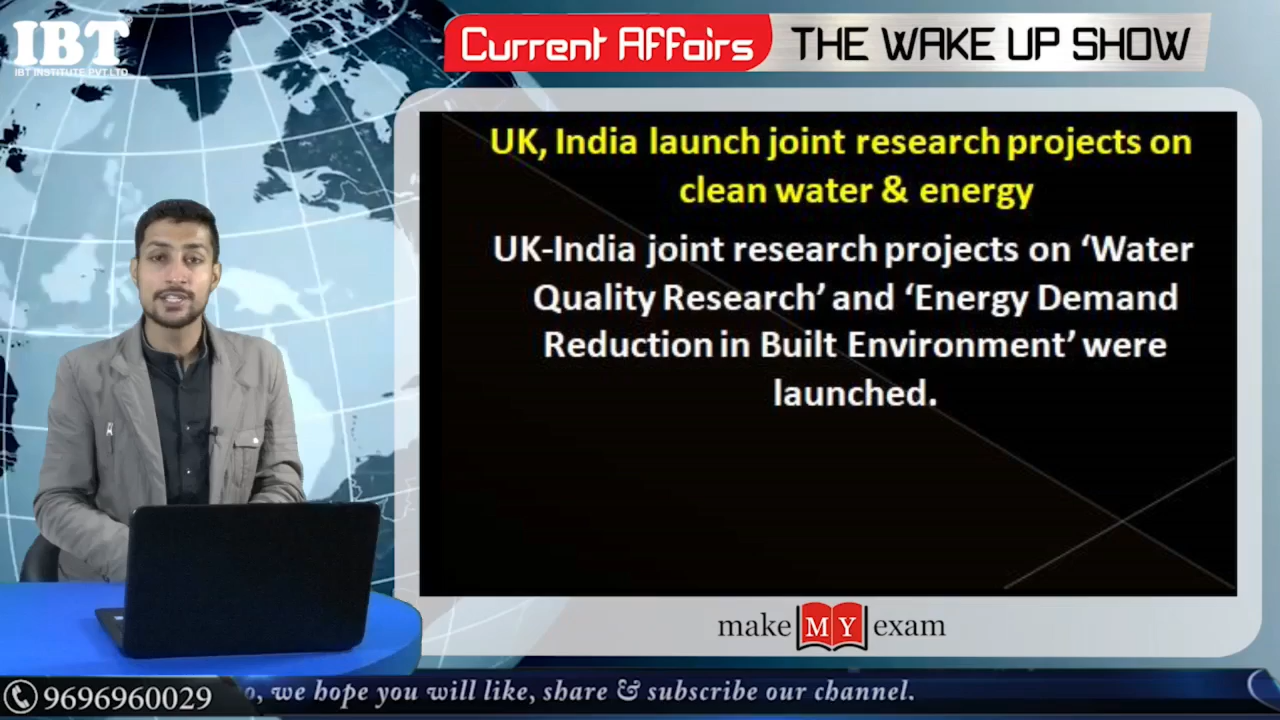 IBT
IBT INSTITUTE PVT LTD
Current Affairs THE WAKE UP SHOW
UK, India launch joint research projects on
clean water & energy
UK-India joint research projects on ‘Water
Quality Research’ and ‘Energy Demand
Reduction in Built Environment’ were
launched.
make MY exam
9696960029 o, we hope you will like, share & subscribe our channel.